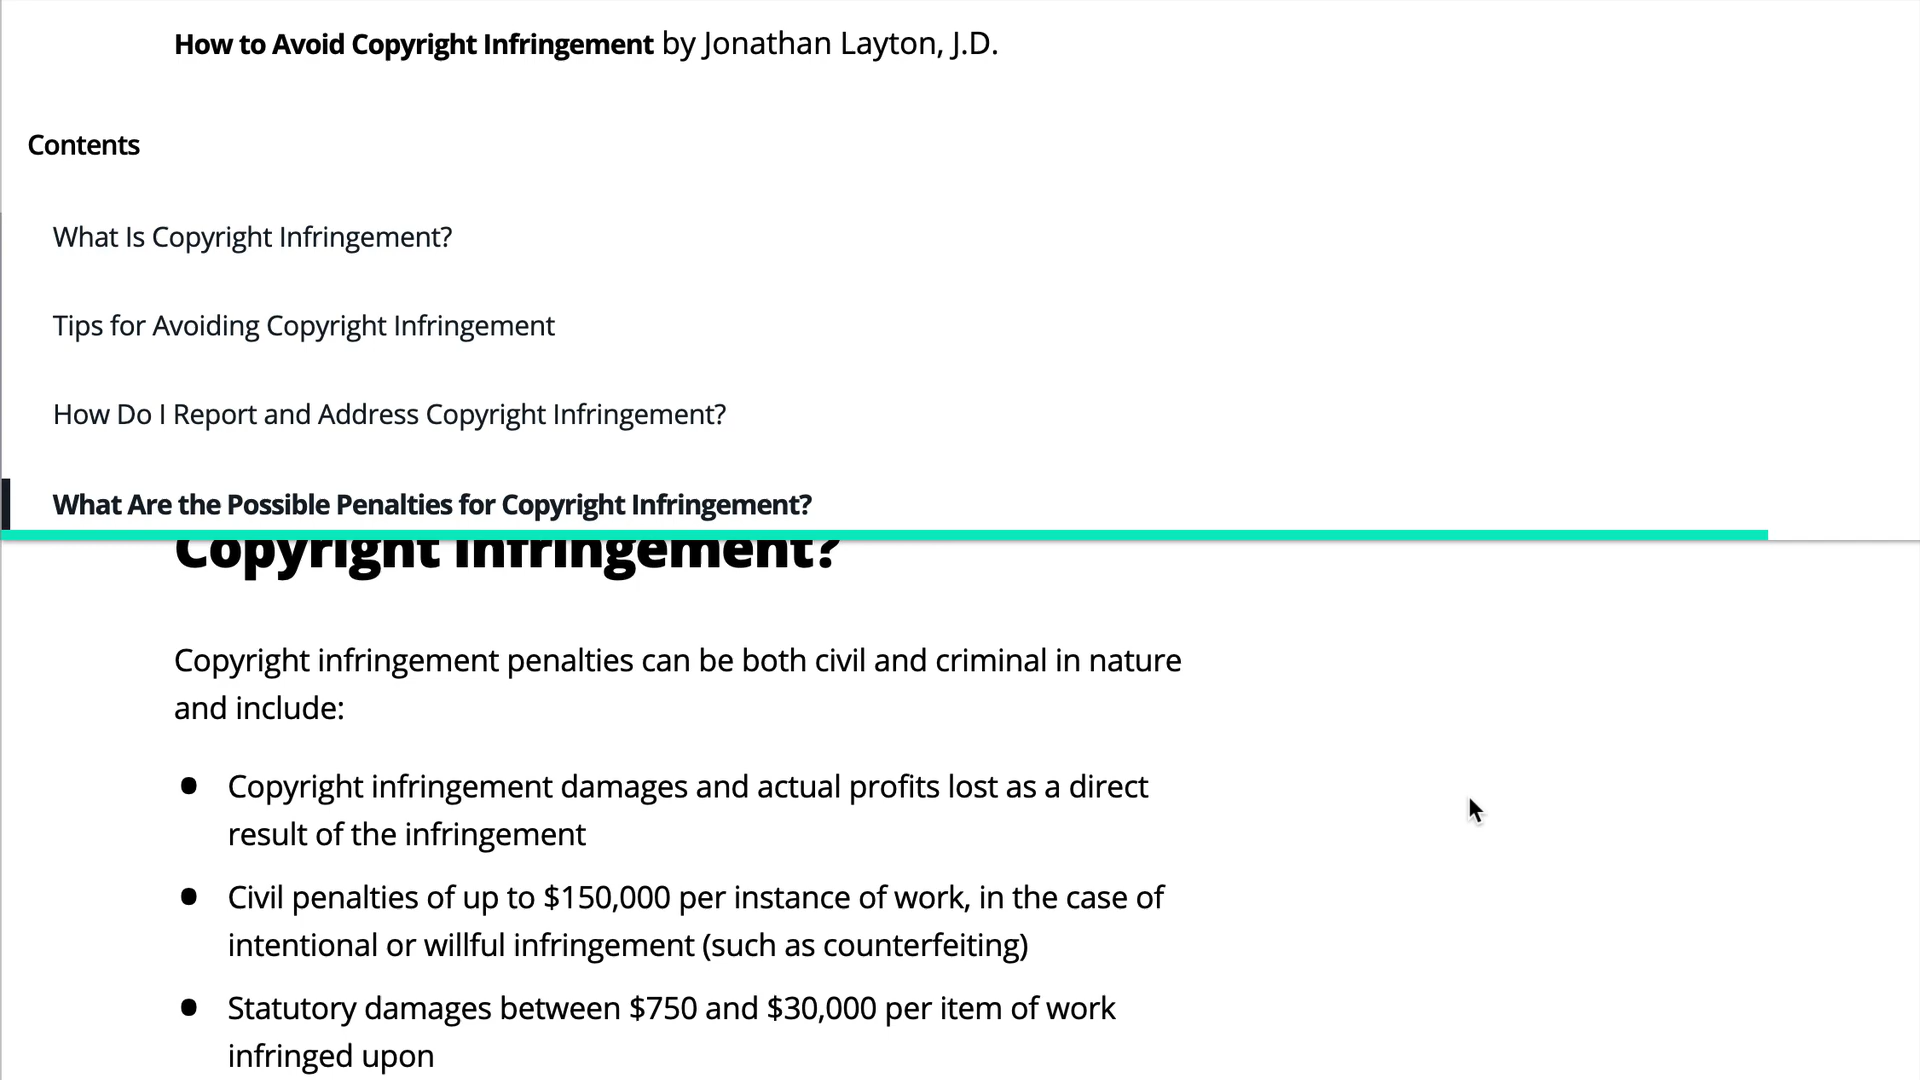 How to Avoid Copyright Infringement by Jonathan Layton, J.D.
Contents
What Is Copyright Infringement?
Tips for Avoiding Copyright Infringement
How Do I Report and Address Copyright Infringement?
What Are the Possible Penalties for Copyright Infringement?
Copyright Infringement?
Copyright infringement penalties can be both civil and criminal in nature
and include:
● Copyright infringement damages and actual profits lost as a direct
result of the infringement
● Civil penalties of up to $150,000 per instance of work, in the case of
intentional or willful infringement (such as counterfeiting)
● Statutory damages between $750 and $30,000 per item of work
infringed upon